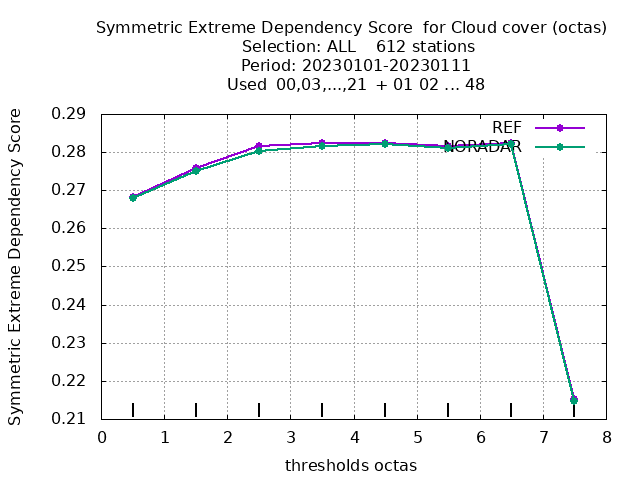 Symmetric Extreme Dependency Score  for Cloud cover (octas)
Selection: ALL    612 stations
Period: 20230101-20230111
Used  00,03,...,21  + 01 02 ... 48
Symmetric Extreme Dependency Score
0.29
0.28
0.27
0.26
0.25
0.24
0.23
0.22
0.21
REF
NORADAR
0 1 2 3 4 5 6 7 8
thresholds octas